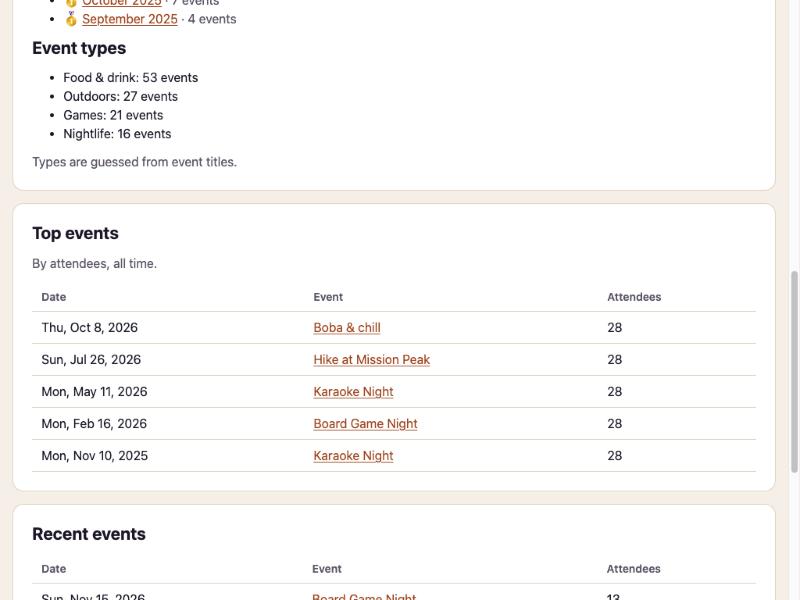 October 2025 · 7 events
September 2025 · 4 events
Event types
Food & drink: 53 events
Outdoors: 27 events
Games: 21 events
Nightlife: 16 events
Types are guessed from event titles.
Top events
By attendees, all time.
Date Event Attendees
Thu, Oct 8, 2026 Boba & chill 28
Sun, Jul 26, 2026 Hike at Mission Peak 28
Mon, May 11, 2026 Karaoke Night 28
Mon, Feb 16, 2026 Board Game Night 28
Mon, Nov 10, 2025 Karaoke Night 28
Recent events
Date Event Attendees
Sun, Nov 15, 2026 Board Game Night 13